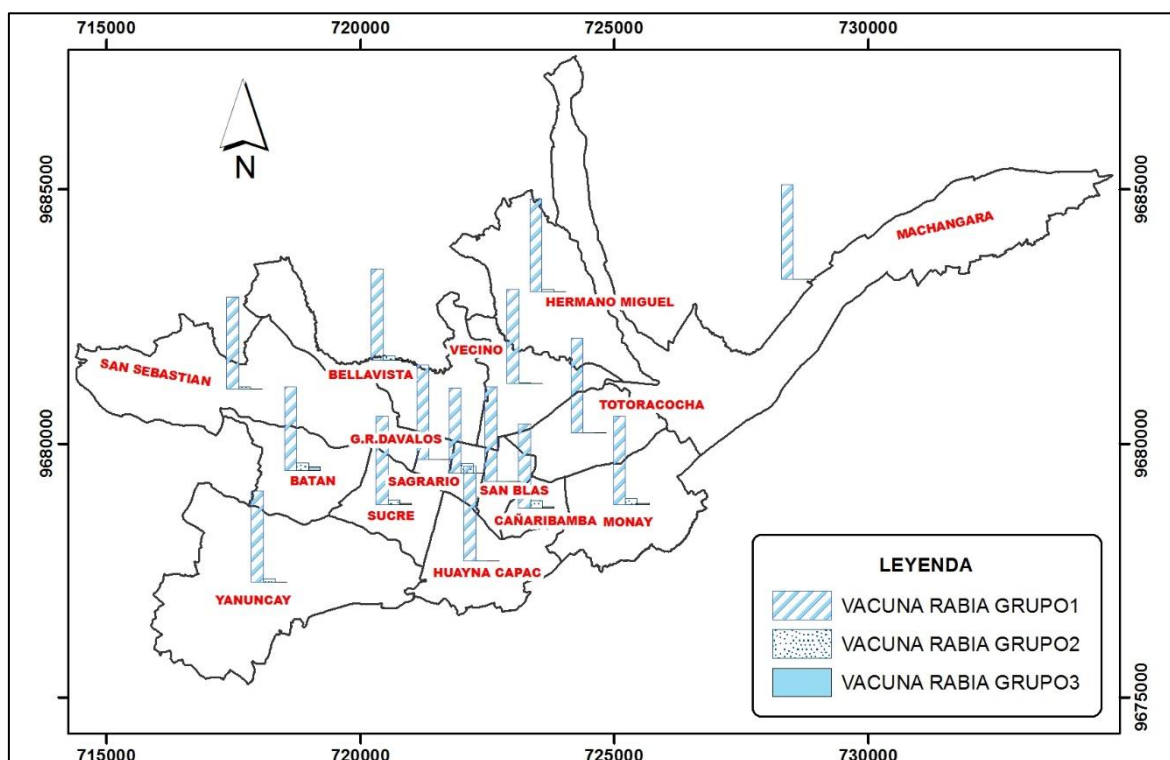 715000
720000
725000
730000
N
9685000
9685000
MACHANGARA
HERMANO MIGUEL
VECINO
SAN SEBASTIAN
BELLAVISTA
TOTORACOCHA
9680000
9680000
G.R.DAVALOS
BATAN
SAGRARIO
SAN BLAS
SUCRE
CAÑARIBAMBA
MONAY
HUAYNA CAPAC
YANUNCAY
LEYENDA
VACUNA RABIA GRUPO1
VACUNA RABIA GRUPO2
VACUNA RABIA GRUPO3
9675000
715000
720000
725000
730000